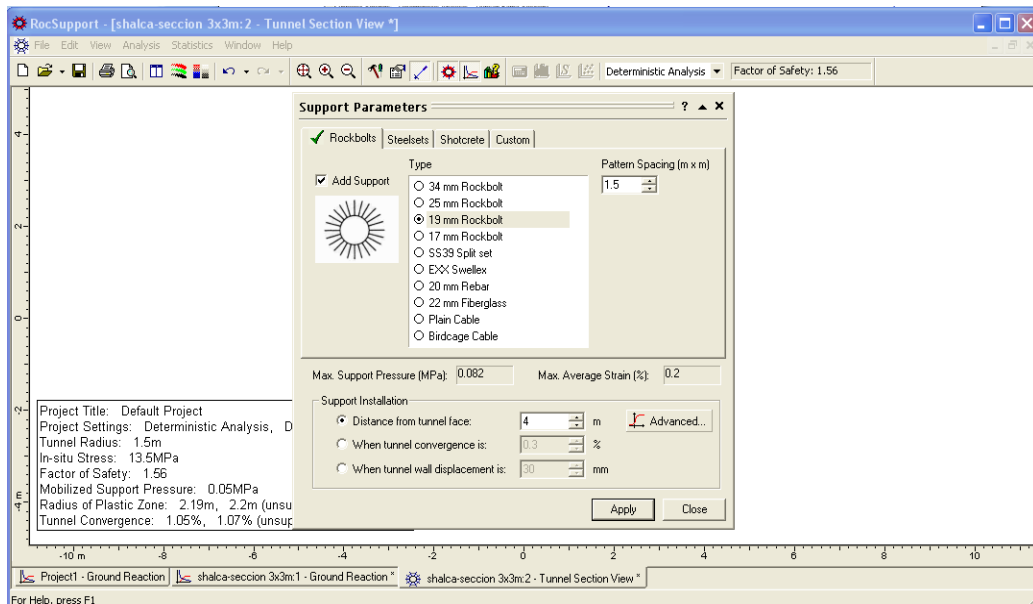 RocSupport - [shalca-seccion 3x3m:2 - Tunnel Section View *]
File Edit View Analysis Statistics Window Help
Deterministic Analysis Factor of Safety: 1.56
Support Parameters
Rockbolts Steelsets Shotcrete Custom
Type
Pattern Spacing (m x m)
Add Support
34 mm Rockbolt
1.5
25 mm Rockbolt
19 mm Rockbolt
17 mm Rockbolt
SS39 Split set
EXX Swellex
20 mm Rebar
22 mm Fiberglass
Plain Cable
Birdcage Cable
Max. Support Pressure (MPa): 0.082 Max. Average Strain (%): 0.2
Support Installation
Distance from tunnel face: 4 m Advanced...
When tunnel convergence is: 0.3 %
When tunnel wall displacement is: 30 mm
Apply Close
4
2
0
-2
-4 m
Project Title: Default Project
Project Settings: Deterministic Analysis, D
Tunnel Radius: 1.5m
In-situ Stress: 13.5MPa
Factor of Safety: 1.56
Mobilized Support Pressure: 0.05MPa
Radius of Plastic Zone: 2.19m, 2.2m (unsu
Tunnel Convergence: 1.05%, 1.07% (unsup
-10 m -8 -6 -4 -2 0 2 4 6 8 10
Project1 - Ground Reaction shalca-seccion 3x3m:1 - Ground Reaction * shalca-seccion 3x3m:2 - Tunnel Section View *
For Help, press F1